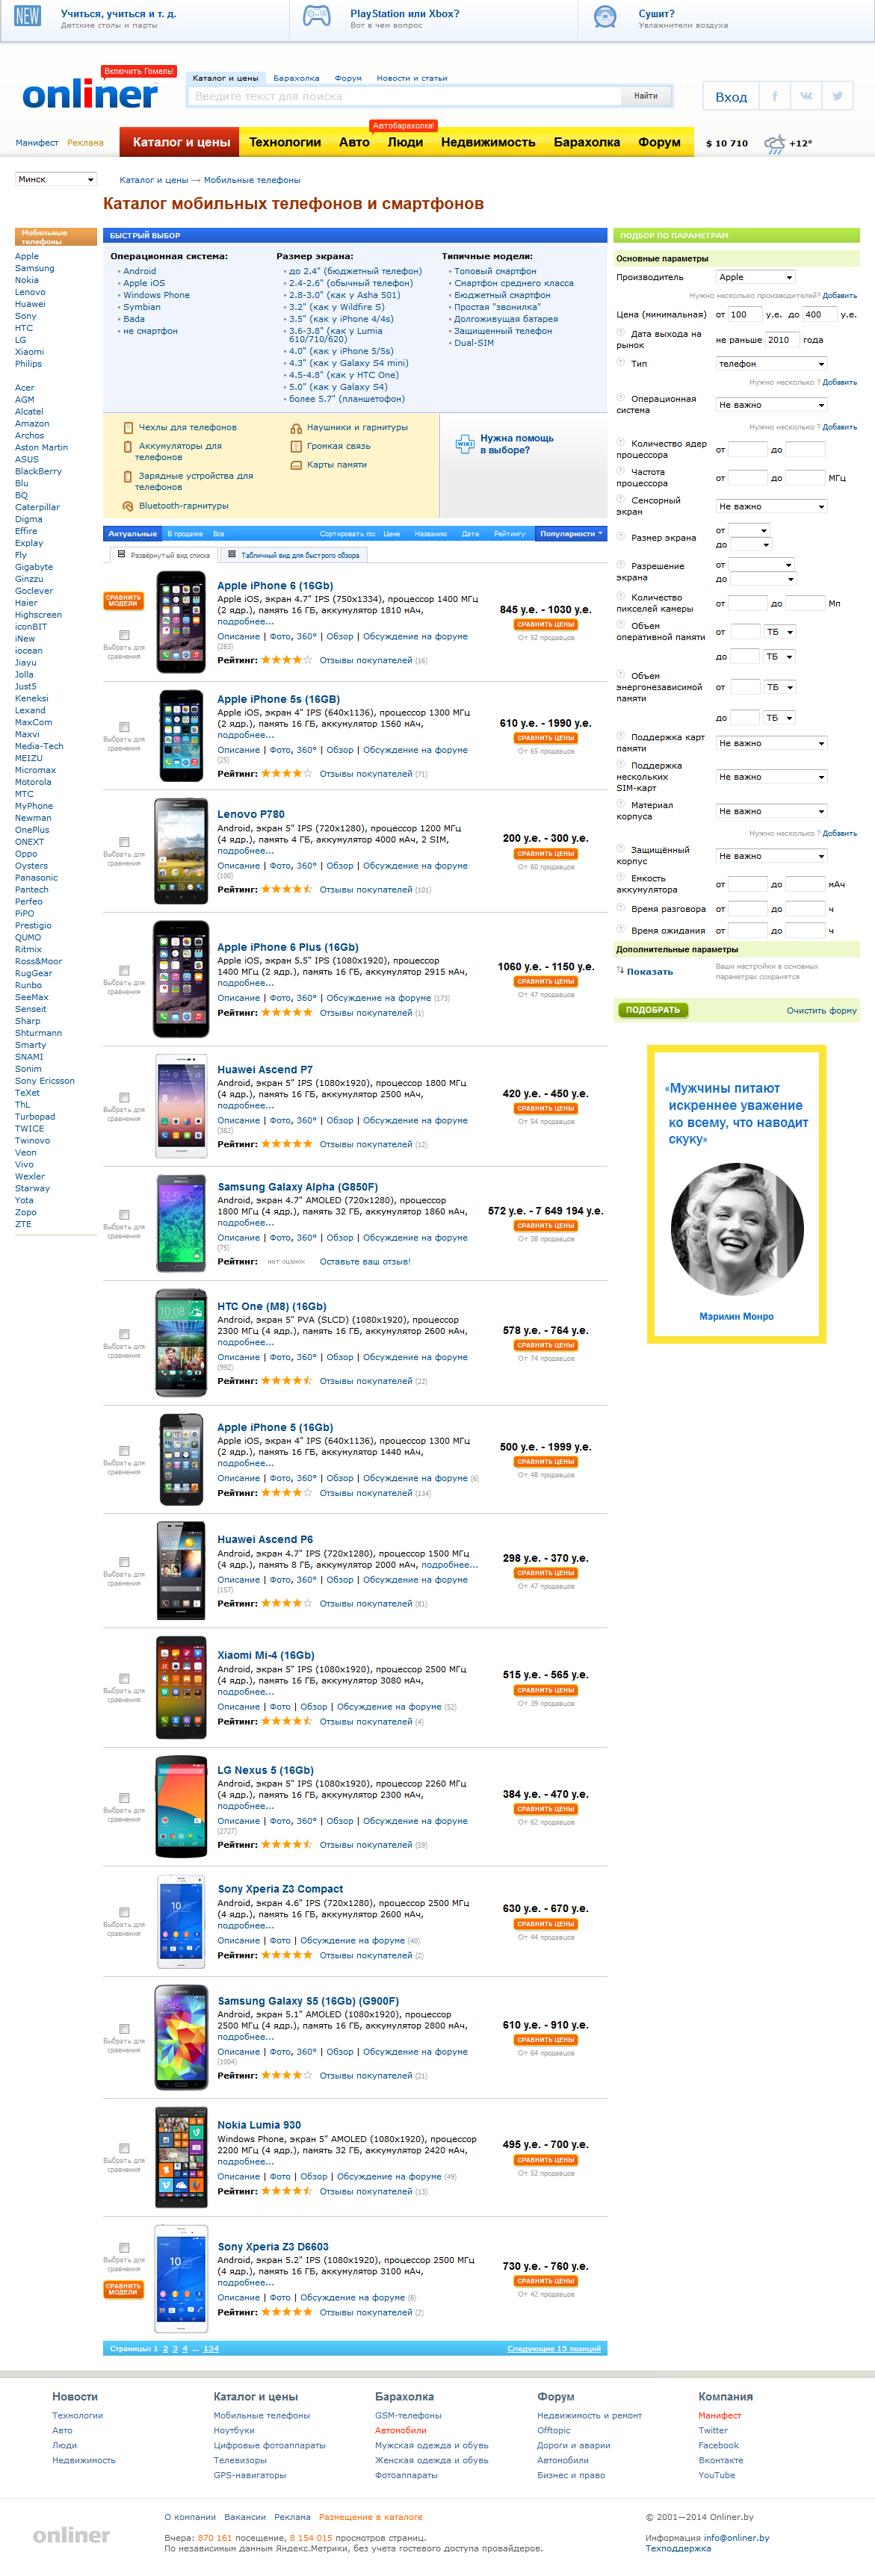 NEW
Учиться, учиться и т. д.
Детские столы и парты
PlayStation или Xbox?
Вот в чем вопрос
Сушит?
Увлажнители воздуха
Включить Гомель!
onliner
Каталог и цены Барахолка Форум Новости и статьи
Введите текст для поиска Найти
Вход
Манифест Реклама
Автобарахолка!
Каталог и цены Технологии Авто Люди Недвижимость Барахолка Форум
$ 10 710 +12°
Минск
Каталог и цены → Мобильные телефоны
Каталог мобильных телефонов и смартфонов
Мобильные
телефоны
Apple
Samsung
Nokia
Lenovo
Huawei
Sony
HTC
LG
Xiaomi
Philips
Acer
AGM
Alcatel
Amazon
Archos
Aston Martin
ASUS
BlackBerry
Blu
BQ
Caterpillar
Digma
Effire
Explay
Fly
Gigabyte
Ginzzu
Goclever
Haier
Highscreen
iconBIT
iNew
iocean
Jiayu
Jolla
Just5
Keneksi
Lexand
MaxCom
Maxvi
Media-Tech
MEIZU
Micromax
Motorola
МТС
MyPhone
Newman
OnePlus
ONEXT
Oppo
Oysters
Panasonic
Pantech
Perfeo
PiPO
Prestigio
QUMO
Ritmix
Ross&Moor
RugGear
Runbo
SeeMax
Senseit
Sharp
Shturmann
Smarty
SNAMI
Sonim
Sony Ericsson
TeXet
ThL
Turbopad
TWICE
Twinovo
Veon
Vivo
Wexler
Starway
Yota
Zopo
ZTE
БЫСТРЫЙ ВЫБОР
Операционная система:
Android
Apple iOS
Windows Phone
Symbian
Bada
не смартфон
Размер экрана:
до 2.4" (бюджетный телефон)
2.4-2.6" (обычный телефон)
2.8-3.0" (как у Asha 501)
3.2" (как у Wildfire S)
3.5" (как у iPhone 4/4s)
3.6-3.8" (как у Lumia
610/710/620)
4.0" (как у iPhone 5/5s)
4.3" (как у Galaxy S4 mini)
4.5-4.8" (как у HTC One)
5.0" (как у Galaxy S4)
более 5.7" (планшетофон)
Типичные модели:
Топовый смартфон
Смартфон среднего класса
Бюджетный смартфон
Простая "звонилка"
Долгоживущая батарея
Защищенный телефон
Dual-SIM
Чехлы для телефонов
Аккумуляторы для
телефонов
Зарядные устройства для
телефонов
Bluetooth-гарнитуры
Наушники и гарнитуры
Громкая связь
Карты памяти
WIKI
Нужна помощь
в выборе?
Актуальные В продаже Все Сортировать по: Цене Названию Дате Рейтингу Популярности
Развёрнутый вид списка Табличный вид для быстрого обзора
СРАВНИТЬ
МОДЕЛИ
Выбрать для
сравнения
Apple iPhone 6 (16Gb)
Apple iOS, экран 4.7" IPS (750x1334), процессор 1400 МГц
(2 ядр.), память 16 ГБ, аккумулятор 1810 мАч,
подробнее...
Описание | Фото, 360° | Обзор | Обсуждение на форуме
(283)
Рейтинг: Отзывы покупателей (16)
845 у.е. - 1030 у.е.
СРАВНИТЬ ЦЕНЫ
От 52 продавцов
Выбрать для
сравнения
Apple iPhone 5s (16GB)
Apple iOS, экран 4" IPS (640x1136), процессор 1300 МГц
(2 ядр.), память 16 ГБ, аккумулятор 1560 мАч,
подробнее...
Описание | Фото, 360° | Обзор | Обсуждение на форуме
(25)
Рейтинг: Отзывы покупателей (71)
610 у.е. - 1990 у.е.
СРАВНИТЬ ЦЕНЫ
От 65 продавцов
Выбрать для
сравнения
Lenovo P780
Android, экран 5" IPS (720x1280), процессор 1200 МГц
(4 ядр.), память 4 ГБ, аккумулятор 4000 мАч, 2 SIM,
подробнее...
Описание | Фото, 360° | Обзор | Обсуждение на форуме
(100)
Рейтинг: Отзывы покупателей (101)
200 у.е. - 300 у.е.
СРАВНИТЬ ЦЕНЫ
От 60 продавцов
Выбрать для
сравнения
Apple iPhone 6 Plus (16Gb)
Apple iOS, экран 5.5" IPS (1080x1920), процессор
1400 МГц (2 ядр.), память 16 ГБ, аккумулятор 2915 мАч,
подробнее...
Описание | Фото, 360° | Обсуждение на форуме (173)
Рейтинг: Отзывы покупателей (1)
1060 у.е. - 1150 у.е.
СРАВНИТЬ ЦЕНЫ
От 47 продавцов
Выбрать для
сравнения
Huawei Ascend P7
Android, экран 5" IPS (1080x1920), процессор 1800 МГц
(4 ядр.), память 16 ГБ, аккумулятор 2500 мАч,
подробнее...
Описание | Фото, 360° | Обзор | Обсуждение на форуме
(382)
Рейтинг: Отзывы покупателей (12)
420 у.е. - 450 у.е.
СРАВНИТЬ ЦЕНЫ
От 54 продавцов
Выбрать для
сравнения
Samsung Galaxy Alpha (G850F)
Android, экран 4.7" AMOLED (720x1280), процессор
1800 МГц (4 ядр.), память 32 ГБ, аккумулятор 1860 мАч,
подробнее...
Описание | Фото, 360° | Обзор | Обсуждение на форуме
(75)
Рейтинг: нет оценок Оставьте ваш отзыв!
572 у.е. - 7 649 194 у.е.
СРАВНИТЬ ЦЕНЫ
От 38 продавцов
Выбрать для
сравнения
HTC One (M8) (16Gb)
Android, экран 5" PVA (SLCD) (1080x1920), процессор
2300 МГц (4 ядр.), память 16 ГБ, аккумулятор 2600 мАч,
подробнее...
Описание | Фото, 360° | Обзор | Обсуждение на форуме
(992)
Рейтинг: Отзывы покупателей (22)
578 у.е. - 764 у.е.
СРАВНИТЬ ЦЕНЫ
От 74 продавцов
Выбрать для
сравнения
Apple iPhone 5 (16Gb)
Apple iOS, экран 4" IPS (640x1136), процессор 1300 МГц
(2 ядр.), память 16 ГБ, аккумулятор 1440 мАч,
подробнее...
Описание | Фото, 360° | Обзор | Обсуждение на форуме (6)
Рейтинг: Отзывы покупателей (134)
500 у.е. - 1999 у.е.
СРАВНИТЬ ЦЕНЫ
От 48 продавцов
Выбрать для
сравнения
Huawei Ascend P6
Android, экран 4.7" IPS (720x1280), процессор 1500 МГц
(4 ядр.), память 8 ГБ, аккумулятор 2000 мАч, подробнее...
Описание | Фото, 360° | Обзор | Обсуждение на форуме
(157)
Рейтинг: Отзывы покупателей (81)
298 у.е. - 370 у.е.
СРАВНИТЬ ЦЕНЫ
От 47 продавцов
Выбрать для
сравнения
Xiaomi Mi-4 (16Gb)
Android, экран 5" IPS (1080x1920), процессор 2500 МГц
(4 ядр.), память 16 ГБ, аккумулятор 3080 мАч,
подробнее...
Описание | Фото | Обзор | Обсуждение на форуме (52)
Рейтинг: Отзывы покупателей (4)
515 у.е. - 565 у.е.
СРАВНИТЬ ЦЕНЫ
От 39 продавцов
Выбрать для
сравнения
LG Nexus 5 (16Gb)
Android, экран 5" IPS (1080x1920), процессор 2260 МГц
(4 ядр.), память 16 ГБ, аккумулятор 2300 мАч,
подробнее...
Описание | Фото, 360° | Обзор | Обсуждение на форуме
(2727)
Рейтинг: Отзывы покупателей (59)
384 у.е. - 470 у.е.
СРАВНИТЬ ЦЕНЫ
От 62 продавцов
Выбрать для
сравнения
Sony Xperia Z3 Compact
Android, экран 4.6" IPS (720x1280), процессор 2500 МГц
(4 ядр.), память 16 ГБ, аккумулятор 2600 мАч,
подробнее...
Описание | Фото | Обсуждение на форуме (40)
Рейтинг: Отзывы покупателей (2)
630 у.е. - 670 у.е.
СРАВНИТЬ ЦЕНЫ
От 44 продавцов
Выбрать для
сравнения
Samsung Galaxy S5 (16Gb) (G900F)
Android, экран 5.1" AMOLED (1080x1920), процессор
2500 МГц (4 ядр.), память 16 ГБ, аккумулятор 2800 мАч,
подробнее...
Описание | Фото, 360° | Обзор | Обсуждение на форуме
(1004)
Рейтинг: Отзывы покупателей (21)
610 у.е. - 910 у.е.
СРАВНИТЬ ЦЕНЫ
От 64 продавцов
Выбрать для
сравнения
Nokia Lumia 930
Windows Phone, экран 5" AMOLED (1080x1920), процессор
2200 МГц (4 ядр.), память 32 ГБ, аккумулятор 2420 мАч,
подробнее...
Описание | Фото | Обзор | Обсуждение на форуме (49)
Рейтинг: Отзывы покупателей (13)
495 у.е. - 700 у.е.
СРАВНИТЬ ЦЕНЫ
От 52 продавцов
Выбрать для
сравнения
СРАВНИТЬ
МОДЕЛИ
Sony Xperia Z3 D6603
Android, экран 5.2" IPS (1080x1920), процессор 2500 МГц
(4 ядр.), память 16 ГБ, аккумулятор 3100 мАч,
подробнее...
Описание | Фото | Обсуждение на форуме (8)
Рейтинг: Отзывы покупателей (2)
730 у.е. - 760 у.е.
СРАВНИТЬ ЦЕНЫ
От 42 продавцов
Страницы: 1 2 3 4 ... 134 Следующие 15 позиций
ПОДБОР ПО ПАРАМЕТРАМ
Основные параметры
Производитель Apple
Нужно несколько производителей? Добавить
Цена (минимальная) от 100 у.е. до 400 у.е.
Дата выхода на
рынок не раньше 2010 года
Тип телефон
Нужно несколько ? Добавить
Операционная
система Не важно
Нужно несколько ? Добавить
Количество ядер
процессора от до
Частота
процессора от до МГц
Сенсорный
экран Не важно
Размер экрана от
до
Разрешение
экрана от
до
Количество
пикселей камеры от до Мп
Объем
оперативной памяти от ТБ
до ТБ
Объем
энергонезависимой
памяти от ТБ
до ТБ
Поддержка карт
памяти Не важно
Поддержка
нескольких
SIM-карт Не важно
Материал
корпуса Не важно
Нужно несколько ? Добавить
Защищённый
корпус Не важно
Емкость
аккумулятора от до мАч
Время разговора от до ч
Время ожидания от до ч
Дополнительные параметры
Показать
Ваши настройки в основных
параметрах сохранятся
ПОДОБРАТЬ Очистить форму
«Мужчины питают
искреннее уважение
ко всему, что наводит
скуку»
Мэрилин Монро
Новости
Технологии
Авто
Люди
Недвижимость
Каталог и цены
Мобильные телефоны
Ноутбуки
Цифровые фотоаппараты
Телевизоры
GPS-навигаторы
Барахолка
GSM-телефоны
Автомобили
Мужская одежда и обувь
Женская одежда и обувь
Фотоаппараты
Форум
Недвижимость и ремонт
Offtopic
Дороги и аварии
Автомобили
Бизнес и право
Компания
Манифест
Twitter
Facebook
Вконтакте
YouTube
onliner
О компании Вакансии Реклама Размещение в каталоге
Вчера: 870 161 посещение, 8 154 015 просмотров страниц.
По независимым данным Яндекс.Метрики, без учета гостевого доступа провайдеров.
© 2001—2014 Onliner.by
Информация info@onliner.by
Техподдержка